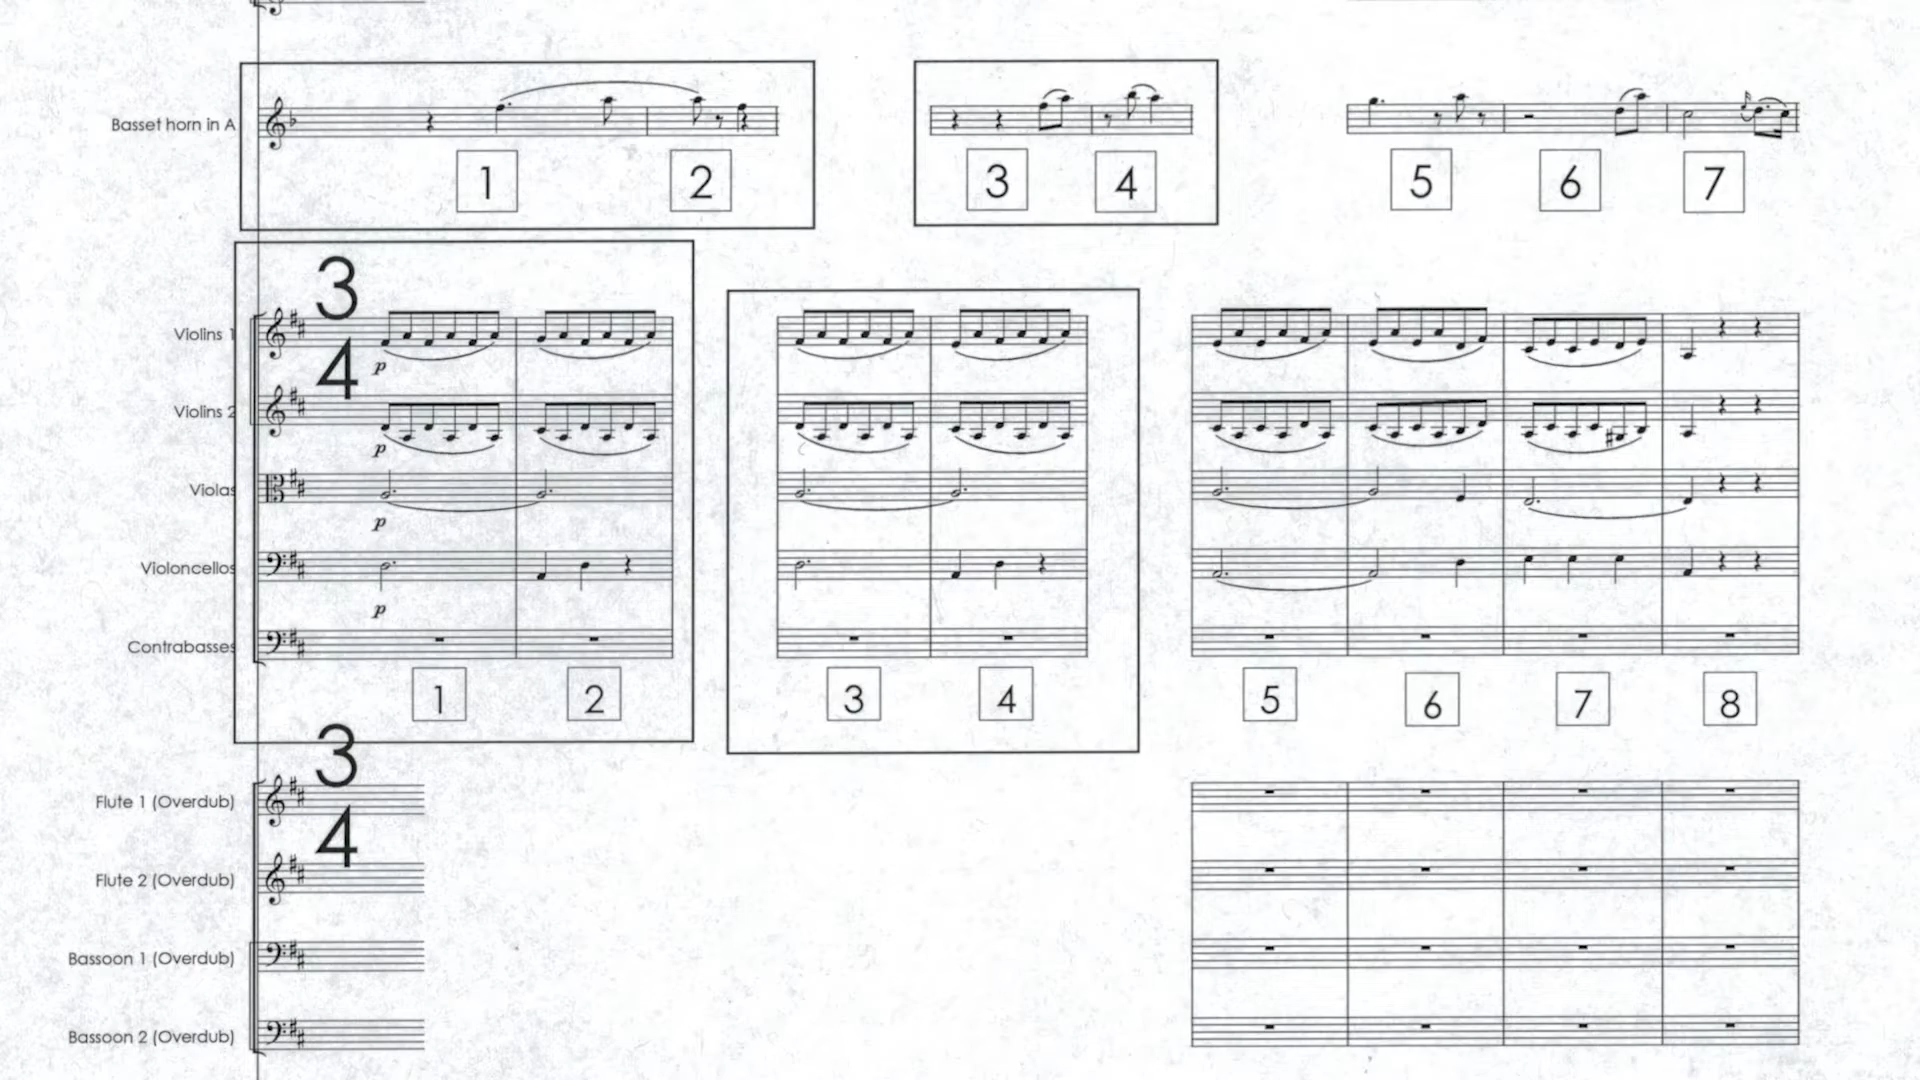 Basset horn in A
1 2 3 4 5 6 7
3
4
Violins 1
p
Violins 2
p
Violas
p
Violoncellos
p
Contrabasses
1 2 3 4 5 6 7 8
3
4
Flute 1 (Overdub)
Flute 2 (Overdub)
Bassoon 1 (Overdub)
Bassoon 2 (Overdub)